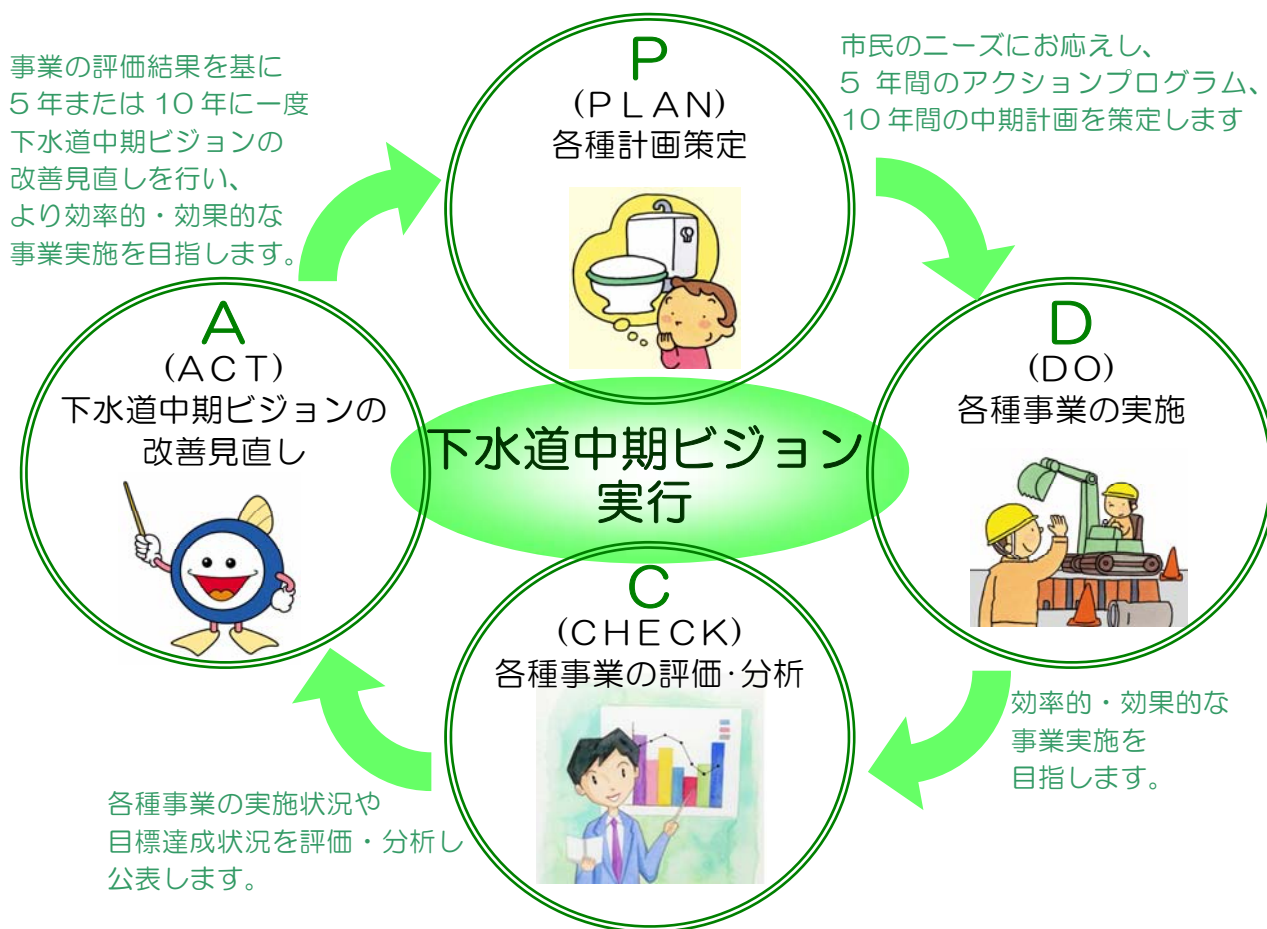 事業の評価結果を基に
5年または10年に一度
下水道中期ビジョンの
改善見直しを行い、
より効率的・効果的な
事業実施を目指します。
P
(PLAN)
各種計画策定
市民のニーズにお応えし、
5 年間のアクションプログラム、
10年間の中期計画を策定します
A
(ACT)
下水道中期ビジョンの
改善見直し
下水道中期ビジョン
実行
D
(DO)
各種事業の実施
C
(CHECK)
各種事業の評価・分析
効率的・効果的な
事業実施を
目指します。
各種事業の実施状況や
目標達成状況を評価・分析し
公表します。